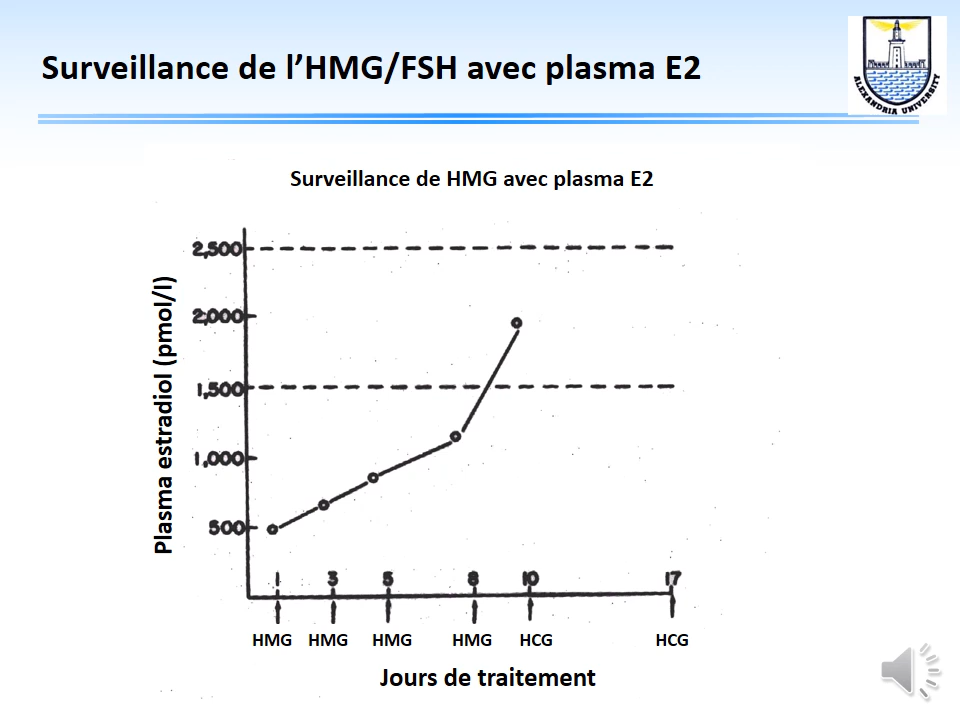 Surveillance de l’HMG/FSH avec plasma E2
ALEXANDRIA UNIVERSITY
Surveillance de HMG avec plasma E2
Plasma estradiol (pmol/l)
2,500
2,000
1,500
1,000
500
1 3 5 8 10 17
HMG HMG HMG HMG HCG HCG
Jours de traitement